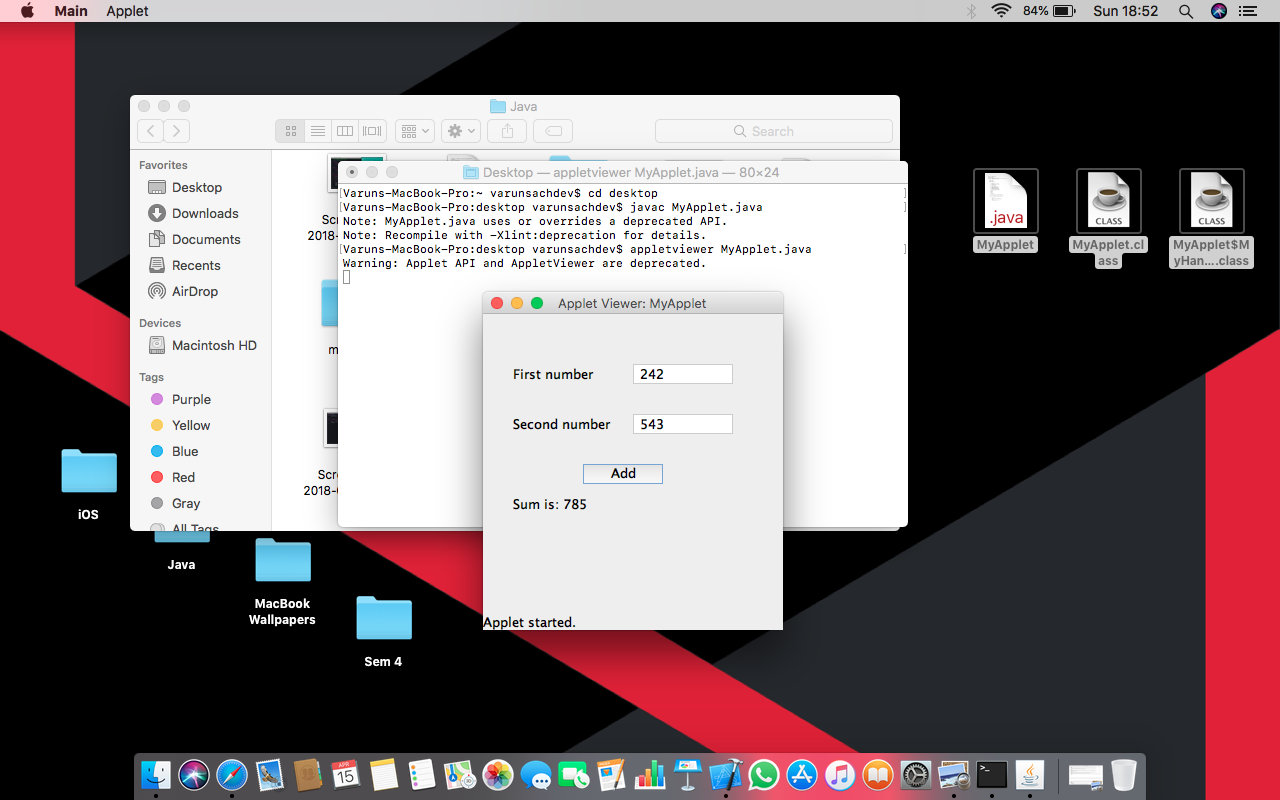 Main Applet
84% Sun 18:52
Java
Search
Favorites
Desktop
Downloads
Documents
Recents
AirDrop
Devices
Macintosh HD
Tags
Purple
Yellow
Blue
Red
Gray
All Tags
2018-
2018-
Desktop — appletviewer MyApplet.java — 80×24
Varuns-MacBook-Pro:~ varunsachdev$ cd desktop
Varuns-MacBook-Pro:desktop varunsachdev$ javac MyApplet.java
Note: MyApplet.java uses or overrides a deprecated API.
Note: Recompile with -Xlint:deprecation for details.
Varuns-MacBook-Pro:desktop varunsachdev$ appletviewer MyApplet.java
Warning: Applet API and AppletViewer are deprecated.
Applet Viewer: MyApplet
First number 242
Second number 543
Add
Sum is: 785
Applet started.
.java
MyApplet
CLASS
MyApplet.cl
ass
CLASS
MyApplet$M
yHan....class
iOS
Java
MacBook
Wallpapers
Sem 4
APR
15